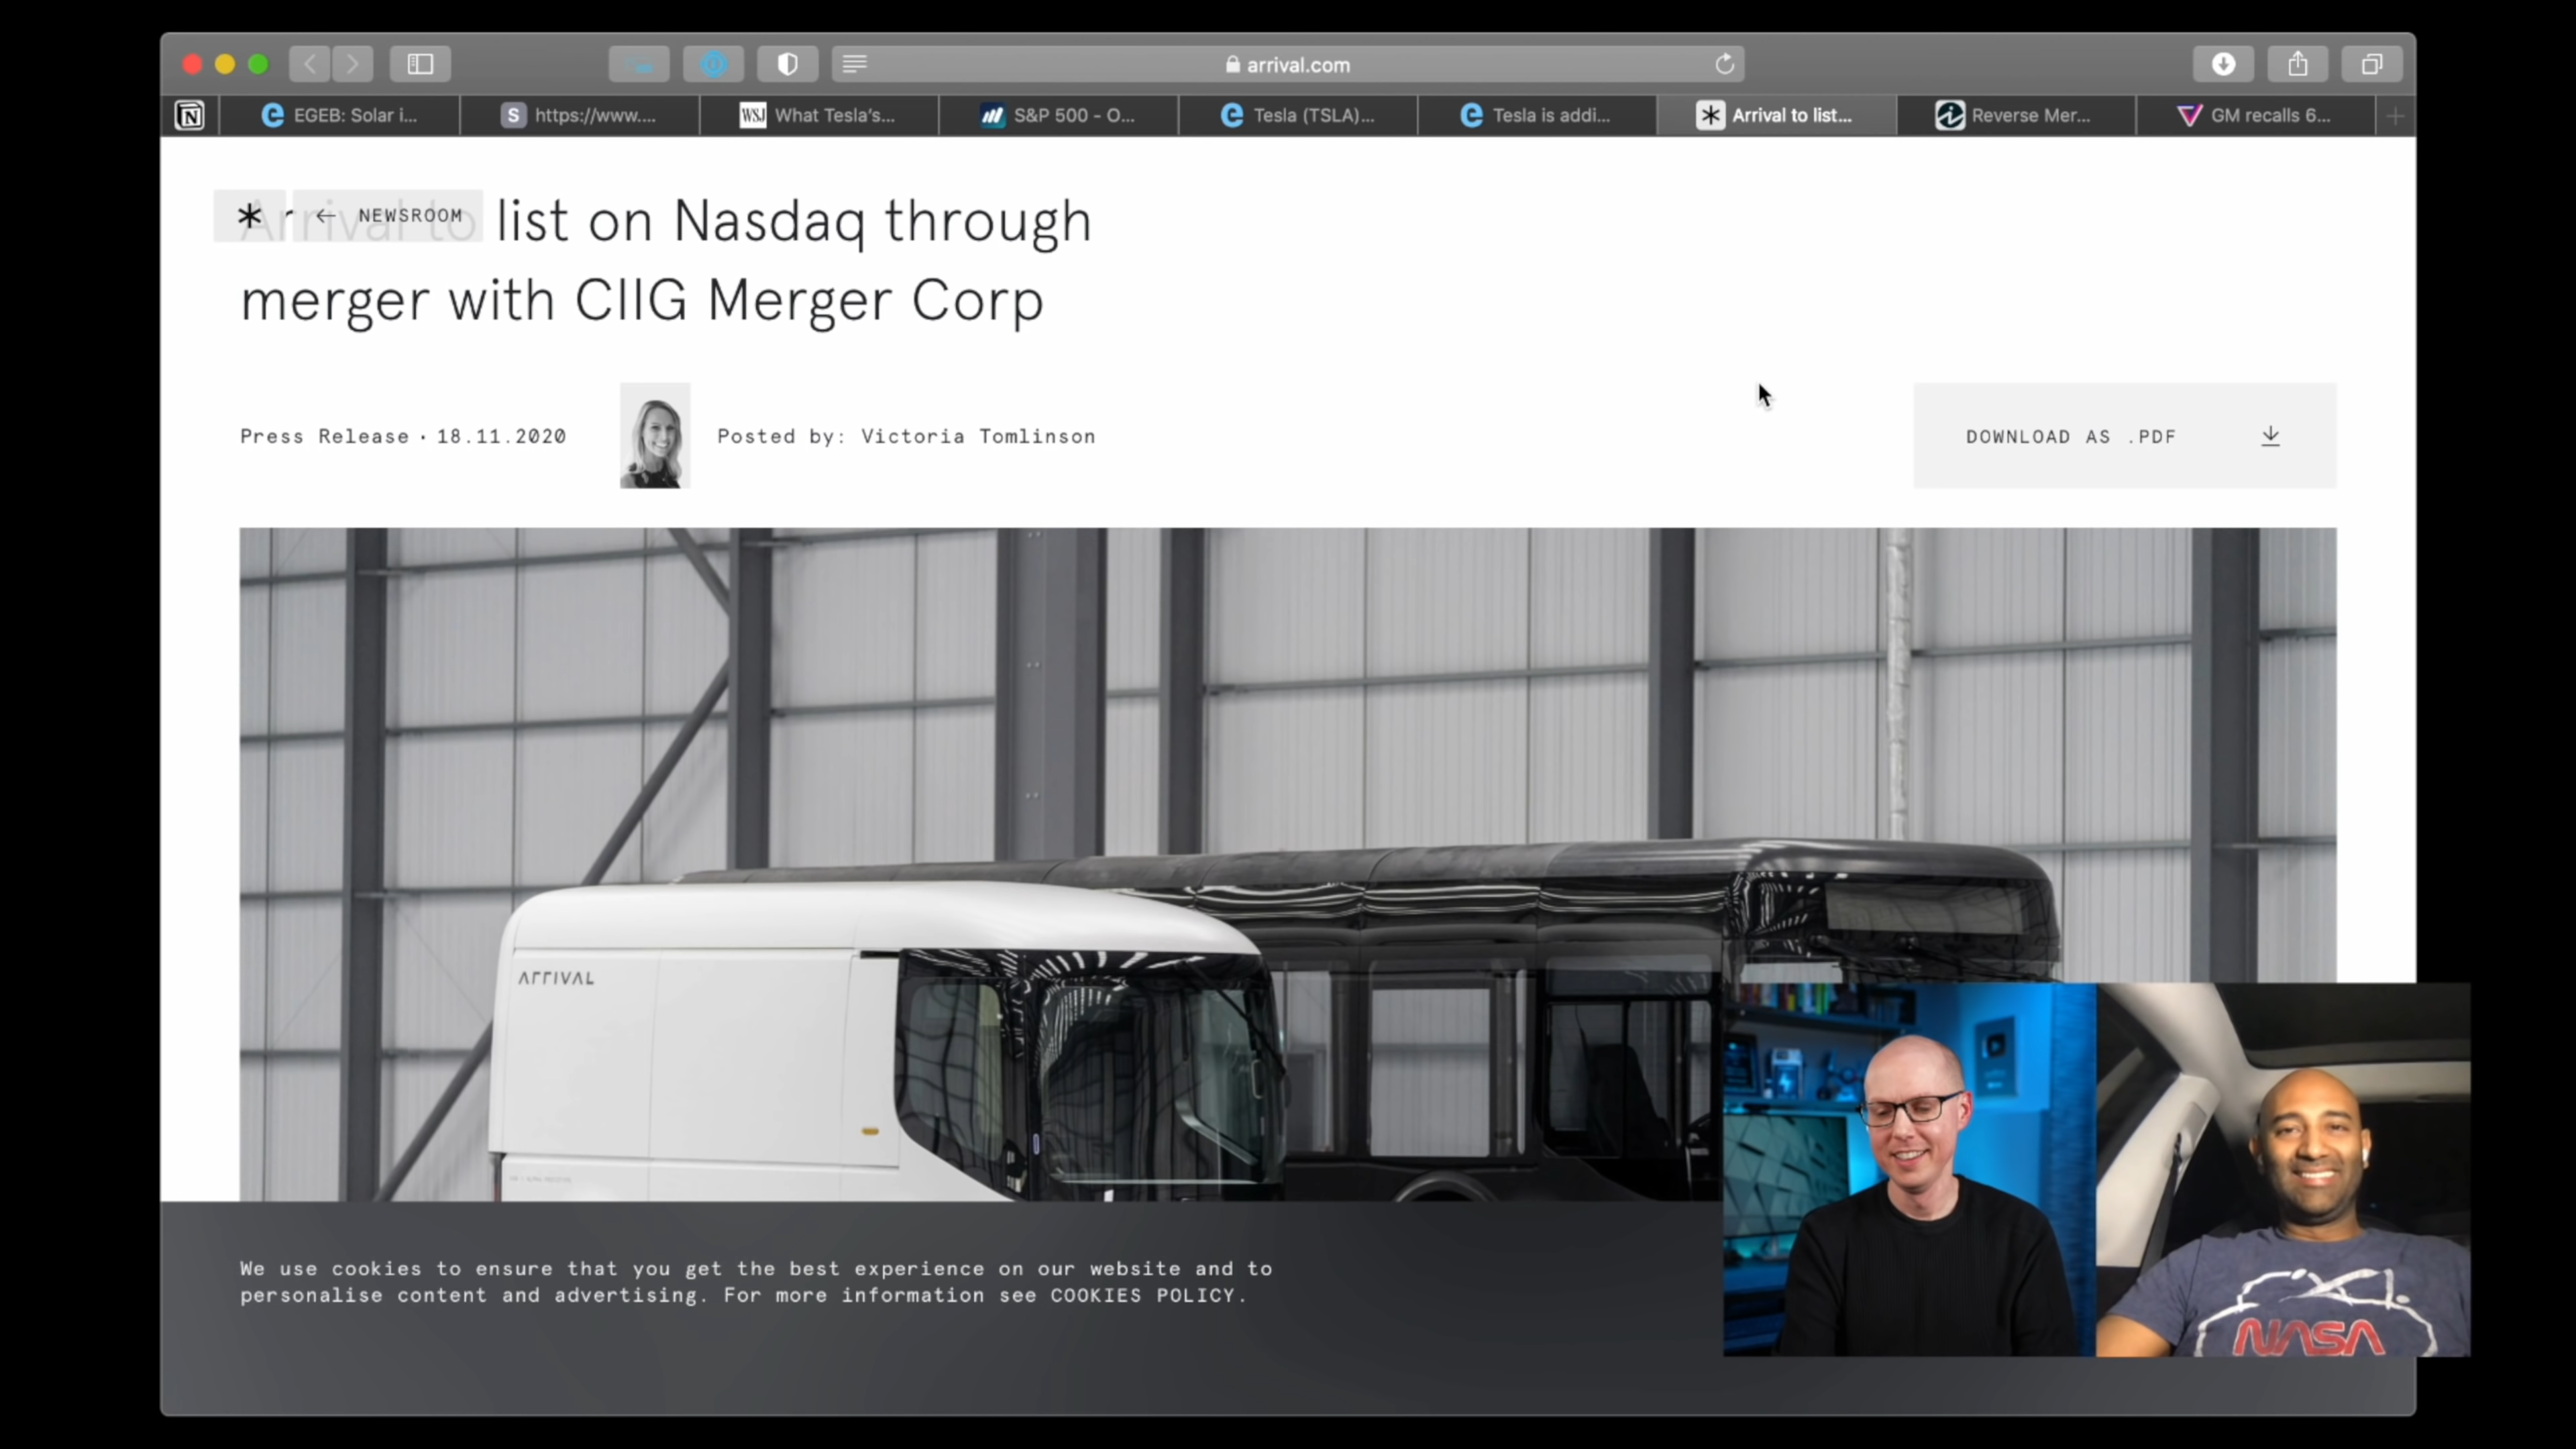 arrival.com
N
EGEB: Solar i...
S
https://www....
WSJ
What Tesla's...
S&P 500 - O...
Tesla (TSLA)...
Tesla is addi...
Arrival to list...
Reverse Mer...
GM recalls 6...
← NEWSROOM
Arrival to list on Nasdaq through
merger with CIIG Merger Corp
Press Release · 18.11.2020
Posted by: Victoria Tomlinson
DOWNLOAD AS .PDF
ARRIVAL
We use cookies to ensure that you get the best experience on our website and to
personalise content and advertising. For more information see COOKIES POLICY.
NASA